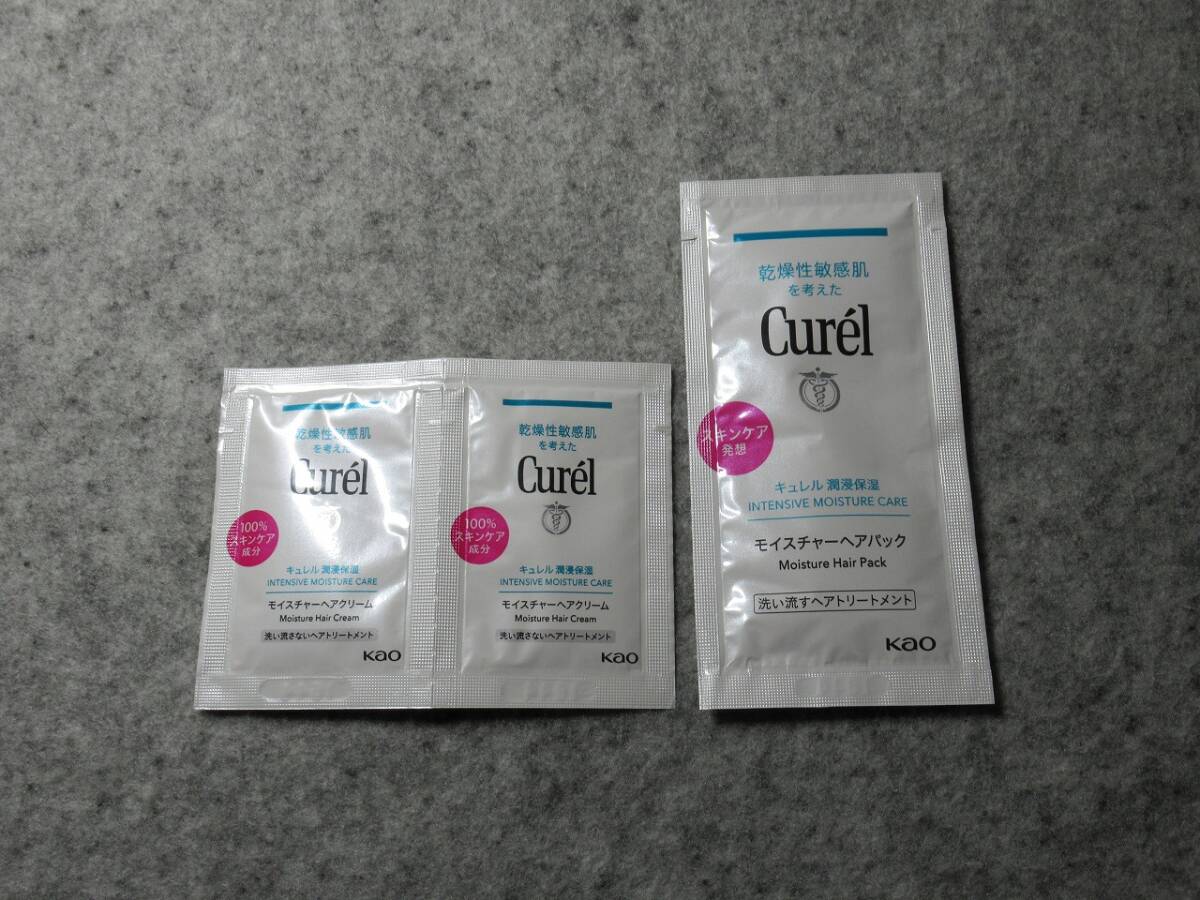 乾燥性敏感肌
を考えた
Curél
100%
スキンケア
成分
キュレル 潤浸保湿
INTENSIVE MOISTURE CARE
モイスチャーヘアクリーム
Moisture Hair Cream
洗い流さないヘアトリートメント
Kao
乾燥性敏感肌
を考えた
Curél
100%
スキンケア
成分
キュレル 潤浸保湿
INTENSIVE MOISTURE CARE
モイスチャーヘアクリーム
Moisture Hair Cream
洗い流さないヘアトリートメント
Kao
乾燥性敏感肌
を考えた
Curél
スキンケア
発想
キュレル 潤浸保湿
INTENSIVE MOISTURE CARE
モイスチャーヘアパック
Moisture Hair Pack
洗い流すヘアトリートメント
Kao